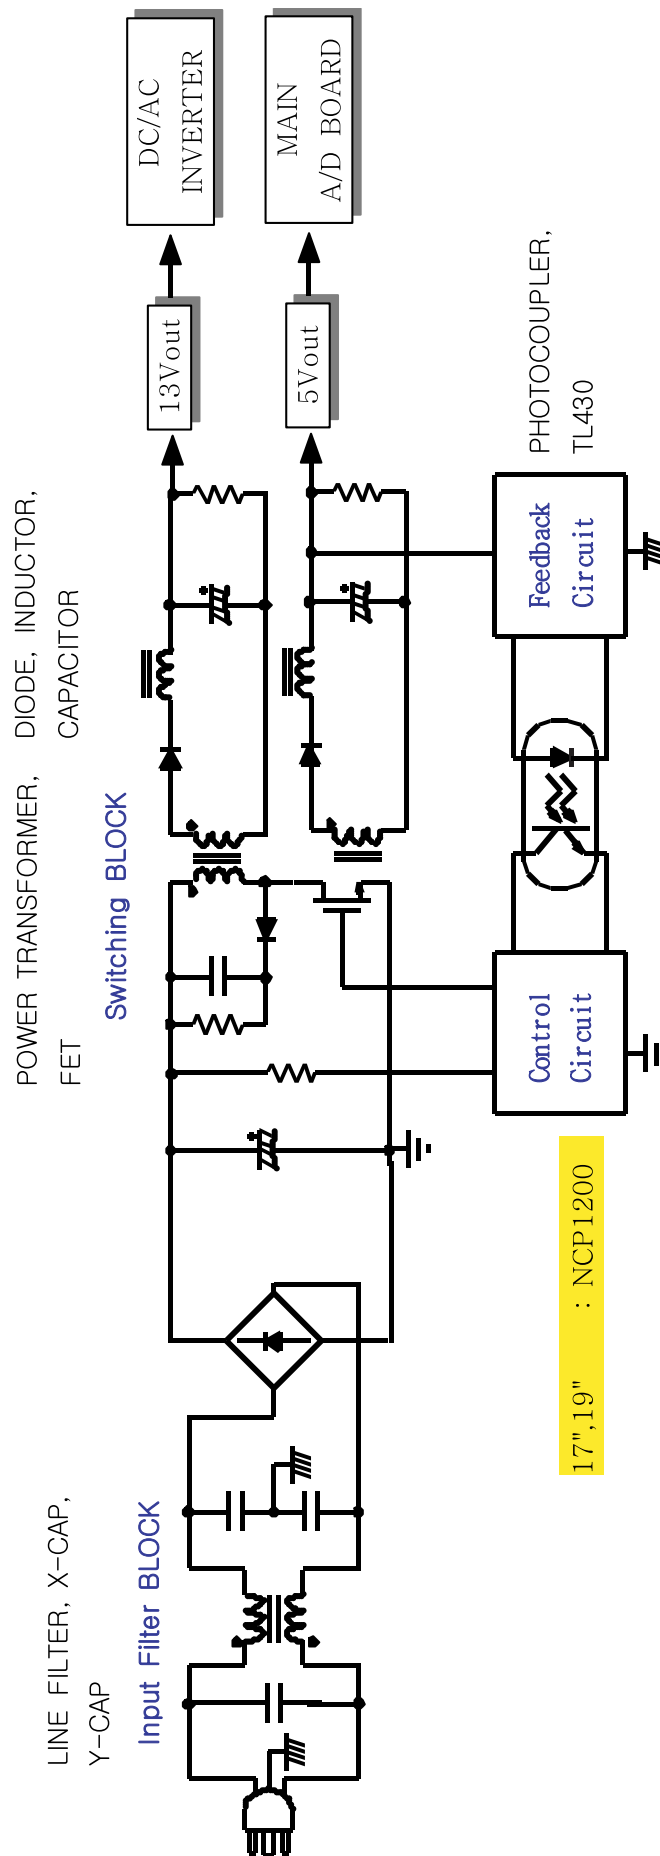 LINE FILTER, X-CAP,
Y-CAP
Input Filter BLOCK
POWER TRANSFORMER, DIODE, INDUCTOR,
FET CAPACITOR
Switching BLOCK
13Vout
DC/AC
INVERTER
5Vout
MAIN
A/D BOARD
Control
Circuit
Feedback
Circuit
PHOTOCOUPLER,
TL430
17",19" : NCP1200